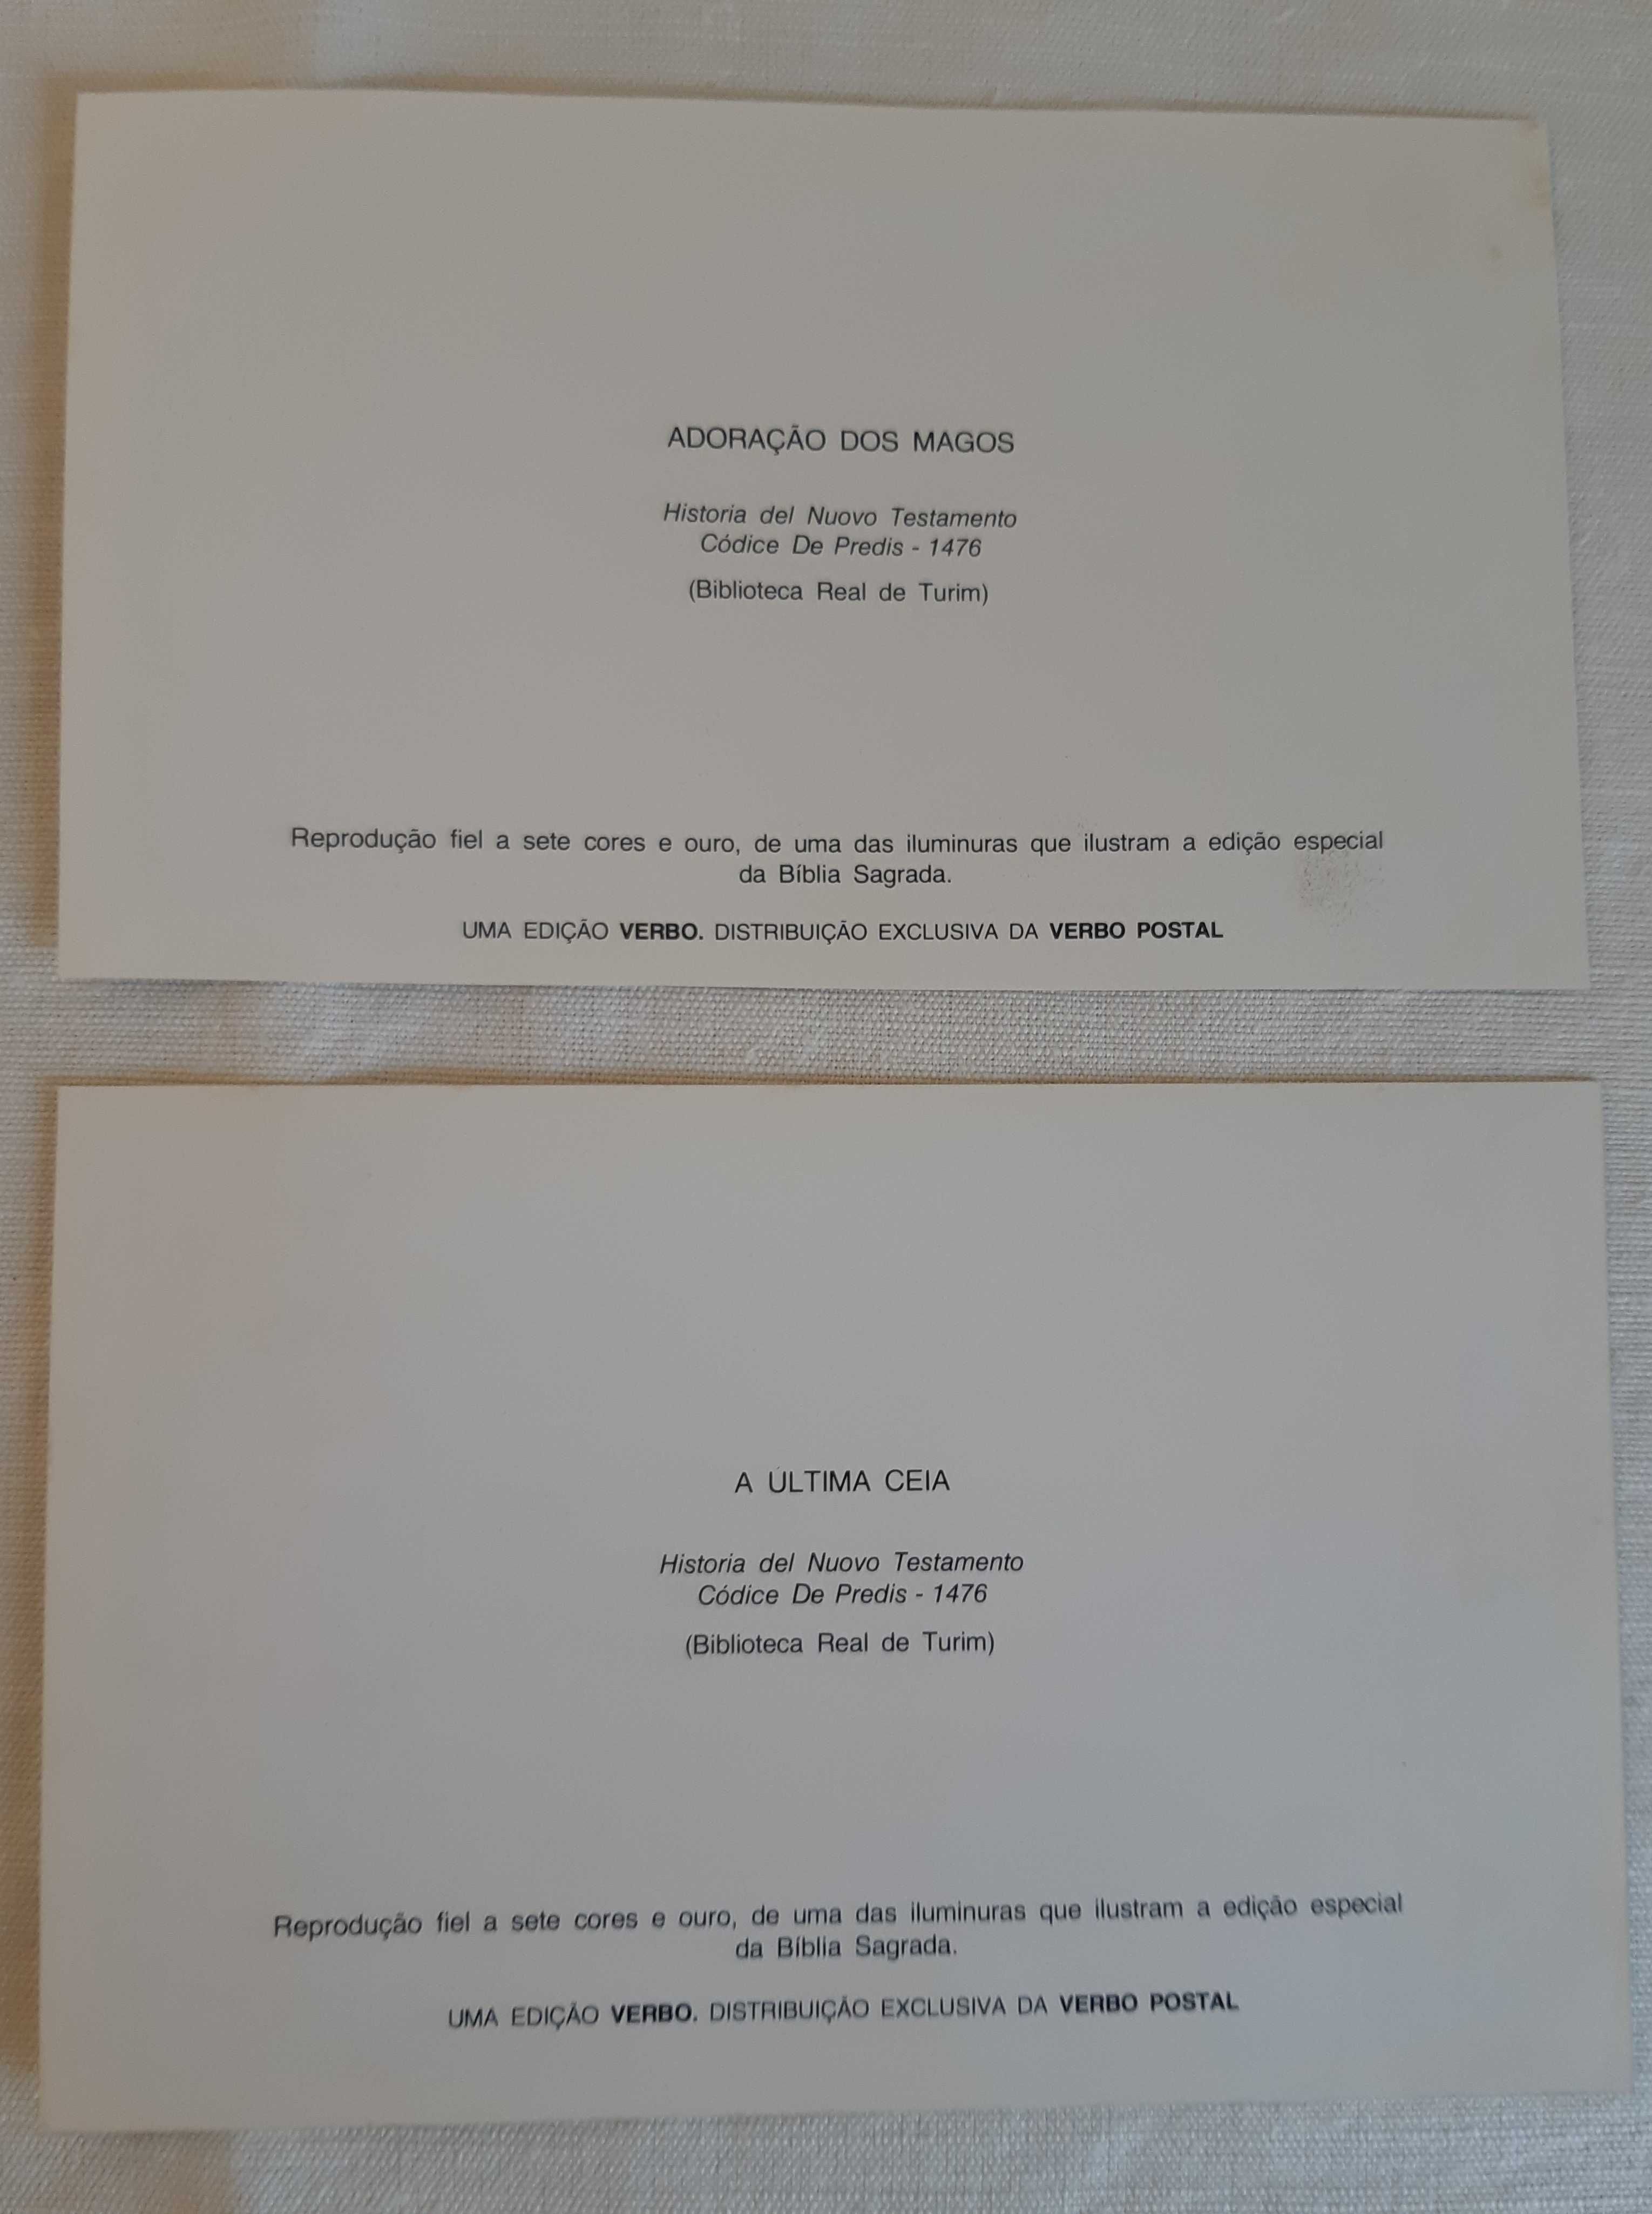 ADORAÇÃO DOS MAGOS
Historia del Nuovo Testamento
Códice De Predis - 1476
(Biblioteca Real de Turim)
Reprodução fiel a sete cores e ouro, de uma das iluminuras que ilustram a edição especial
da Bíblia Sagrada.
UMA EDIÇÃO VERBO. DISTRIBUIÇÃO EXCLUSIVA DA VERBO POSTAL
A ÚLTIMA CEIA
Historia del Nuovo Testamento
Códice De Predis - 1476
(Biblioteca Real de Turim)
Reprodução fiel a sete cores e ouro, de uma das iluminuras que ilustram a edição especial
da Bíblia Sagrada.
UMA EDIÇÃO VERBO. DISTRIBUIÇÃO EXCLUSIVA DA VERBO POSTAL